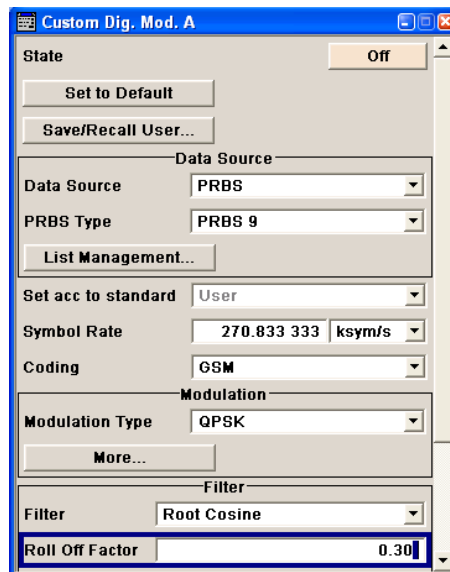 Custom Dig. Mod. A
State Off
Set to Default
Save/Recall User...
Data Source
Data Source PRBS
PRBS Type PRBS 9
List Management...
Set acc to standard User
Symbol Rate 270.833 333 ksym/s
Coding GSM
Modulation
Modulation Type QPSK
More...
Filter
Filter Root Cosine
Roll Off Factor 0.30